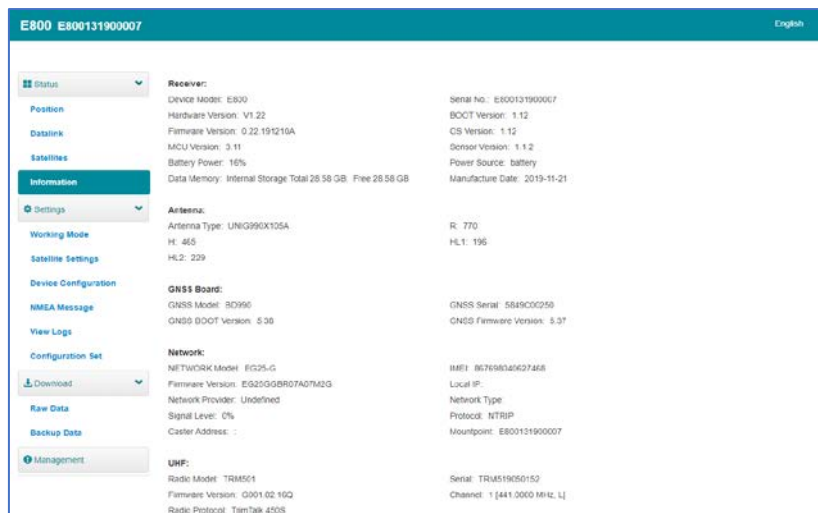 E800 E800131900007
English
Status
Position
Datalink
Satellites
Information
Settings
Working Mode
Satellite Settings
Device Configuration
NMEA Message
View Logs
Configuration Set
Download
Raw Data
Backup Data
Management
Receiver:
Device Model: E800 Serial No.: E800131900007
Hardware Version: V1.22 BOOT Version: 1.12
Firmware Version: 0.22.191210A OS Version: 1.12
MCU Version: 3.11 Sensor Version: 1.1.2
Battery Power: 16% Power Source: battery
Data Memory: Internal Storage Total 28.58 GB; Free 28.58 GB Manufacture Date: 2019-11-21
Antenna:
Antenna Type: UNIG990X105A R: 770
H: 465 HL1: 196
HL2: 229
GNSS Board:
GNSS Model: BD990 GNSS Serial: 5849C00250
GNSS BOOT Version: 5.38 GNSS Firmware Version: 5.37
Network:
NETWORK Model: EG25-G IMEI: 867698040627468
Firmware Version: EG25GGBR07A07M2G Local IP:
Network Provider: Undefined Network Type:
Signal Level: 0% Protocol: NTRIP
Caster Address: : Mountpoint: E800131900007
UHF:
Radio Model: TRM501 Serial: TRM519050152
Firmware Version: G001.02.16Q Channel: 1 [441.0000 MHz, L]
Radio Protocol: TrimTalk 450S